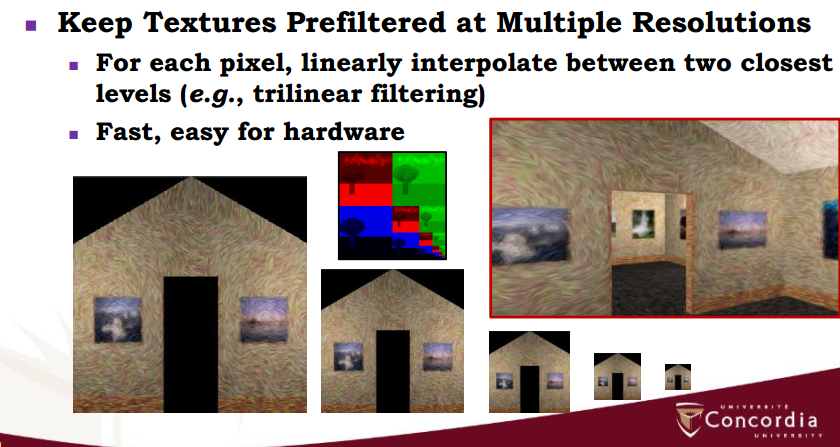 Keep Textures Prefiltered at Multiple Resolutions
For each pixel, linearly interpolate between two closest
levels (e.g., trilinear filtering)
Fast, easy for hardware
UNIVERSITÉ
Concordia
UNIVERSITY